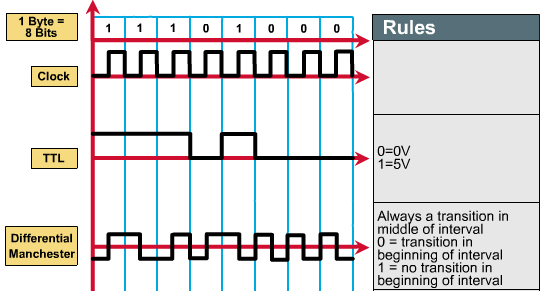 1 Byte =
8 Bits
1 1 1 0 1 0 0 0
Rules
Clock
TTL
0=0V
1=5V
Differential
Manchester
Always a transition in
middle of interval
0 = transition in
beginning of interval
1 = no transition in
beginning of interval